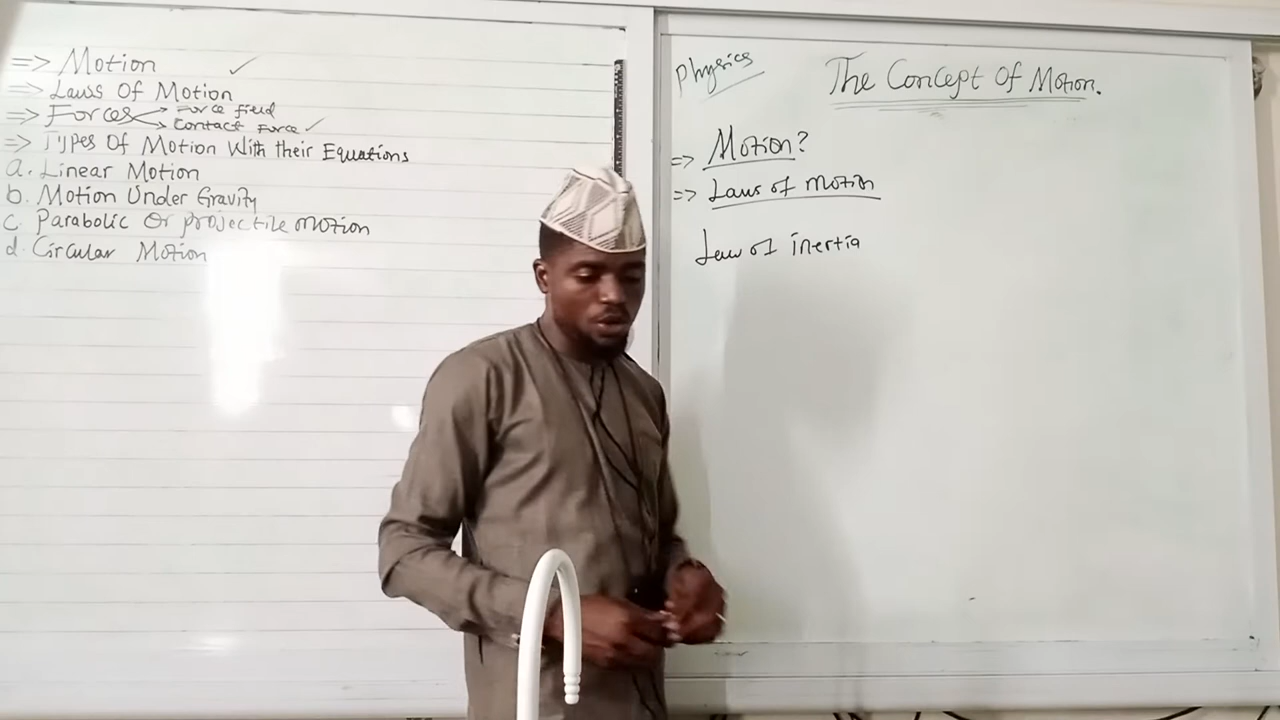 => Motion ✓
=> Laws Of Motion
=> Forces → Force field
→ Contact Force ✓
=> Types Of Motion With their Equations
a. Linear Motion
b. Motion Under Gravity
c. Parabolic Or projectile motion
d. Circular Motion
Physics
The Concept Of Motion.
=> Motion?
=> Laws of motion
Law of inertia